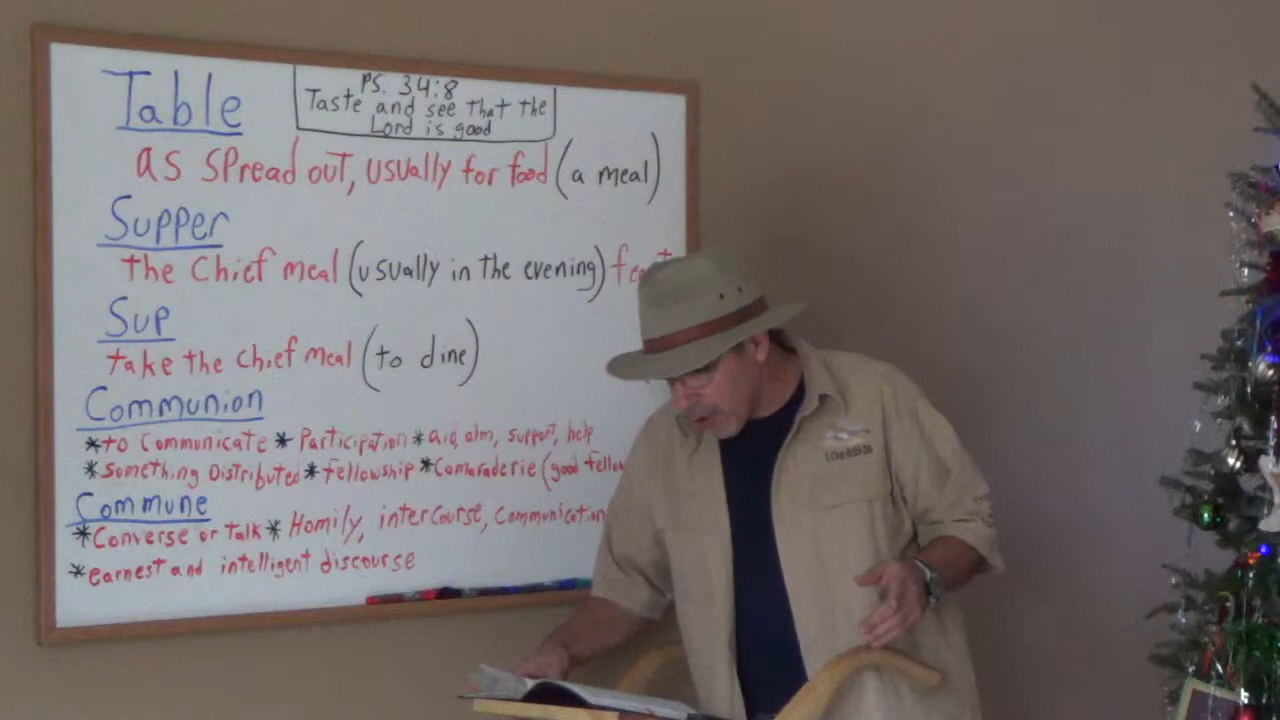 Table
PS. 34:8
Taste and see That the
Lord is good
as spread out, usually for food (a meal)
Supper
the Chief meal (usually in the evening)
Sup
take the chief meal (to dine)
Communion
*to Communicate * Participation * aid, alm, support, help
*Something Distributed * fellowship * Comaraderie (good
Commune
*Converse or Talk * Homily, intercourse, Communication
*earnest and intelligent discourse